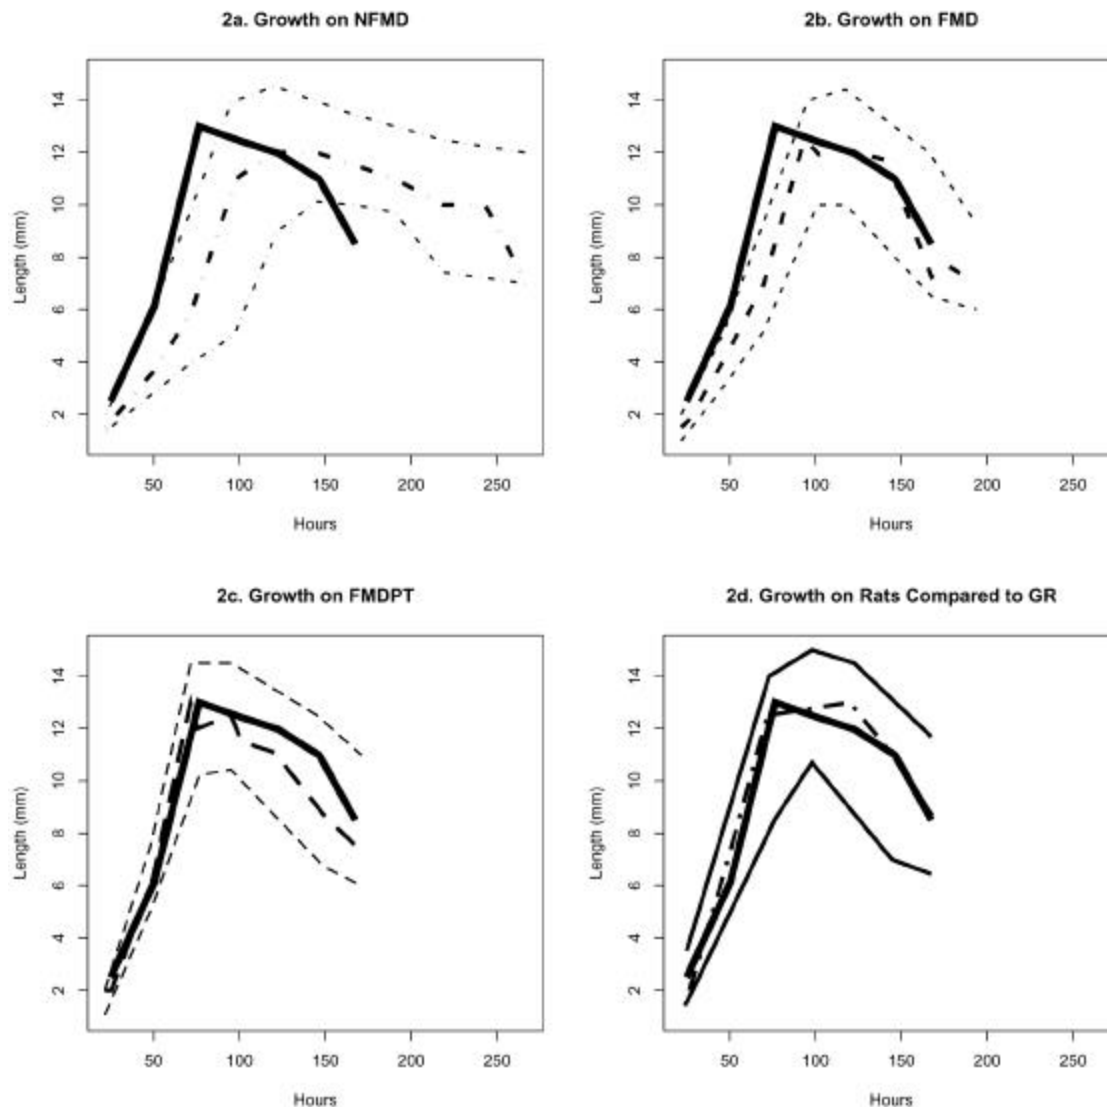 2a. Growth on NFMD
2b. Growth on FMD
Length (mm)
14
12
10
8
6
4
2
50 100 150 200 250
Hours
Length (mm)
14
12
10
8
6
4
2
50 100 150 200 250
Hours
2c. Growth on FMDPT
2d. Growth on Rats Compared to GR
Length (mm)
14
12
10
8
6
4
2
50 100 150 200 250
Hours
Length (mm)
14
12
10
8
6
4
2
50 100 150 200 250
Hours